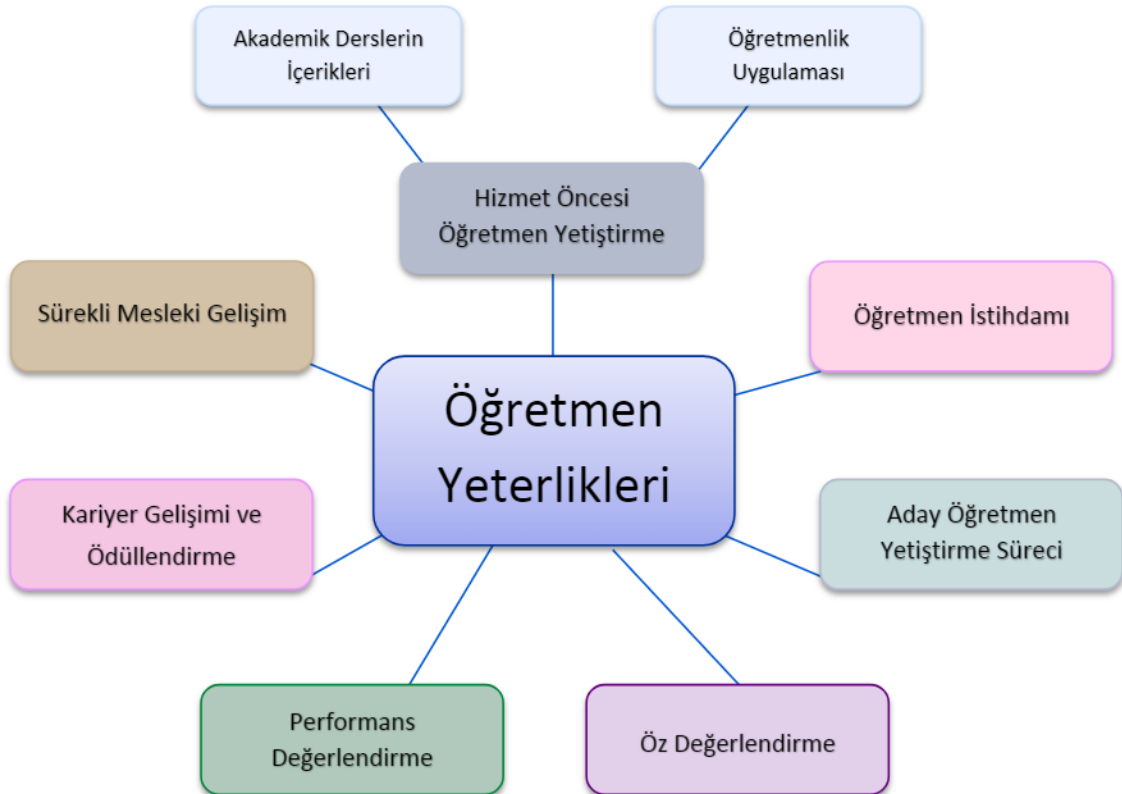 Akademik Derslerin
İçerikleri
Öğretmenlik
Uygulaması
Hizmet Öncesi
Öğretmen Yetiştirme
Sürekli Mesleki Gelişim
Öğretmen İstihdamı
Öğretmen
Yeterlikleri
Kariyer Gelişimi ve
Ödüllendirme
Aday Öğretmen
Yetiştirme Süreci
Performans
Değerlendirme
Öz Değerlendirme